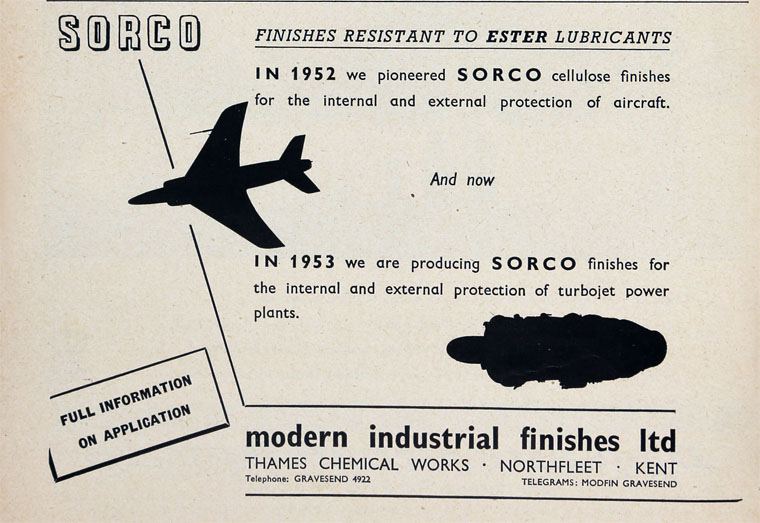 SORCO
FINISHES RESISTANT TO ESTER LUBRICANTS
IN 1952 we pioneered SORCO cellulose finishes
for the internal and external protection of aircraft.
And now
IN 1953 we are producing SORCO finishes for
the internal and external protection of turbojet power
plants.
FULL INFORMATION
ON APPLICATION
modern industrial finishes ltd
THAMES CHEMICAL WORKS · NORTHFLEET · KENT
Telephone: GRAVESEND 4922
TELEGRAMS: MODFIN GRAVESEND